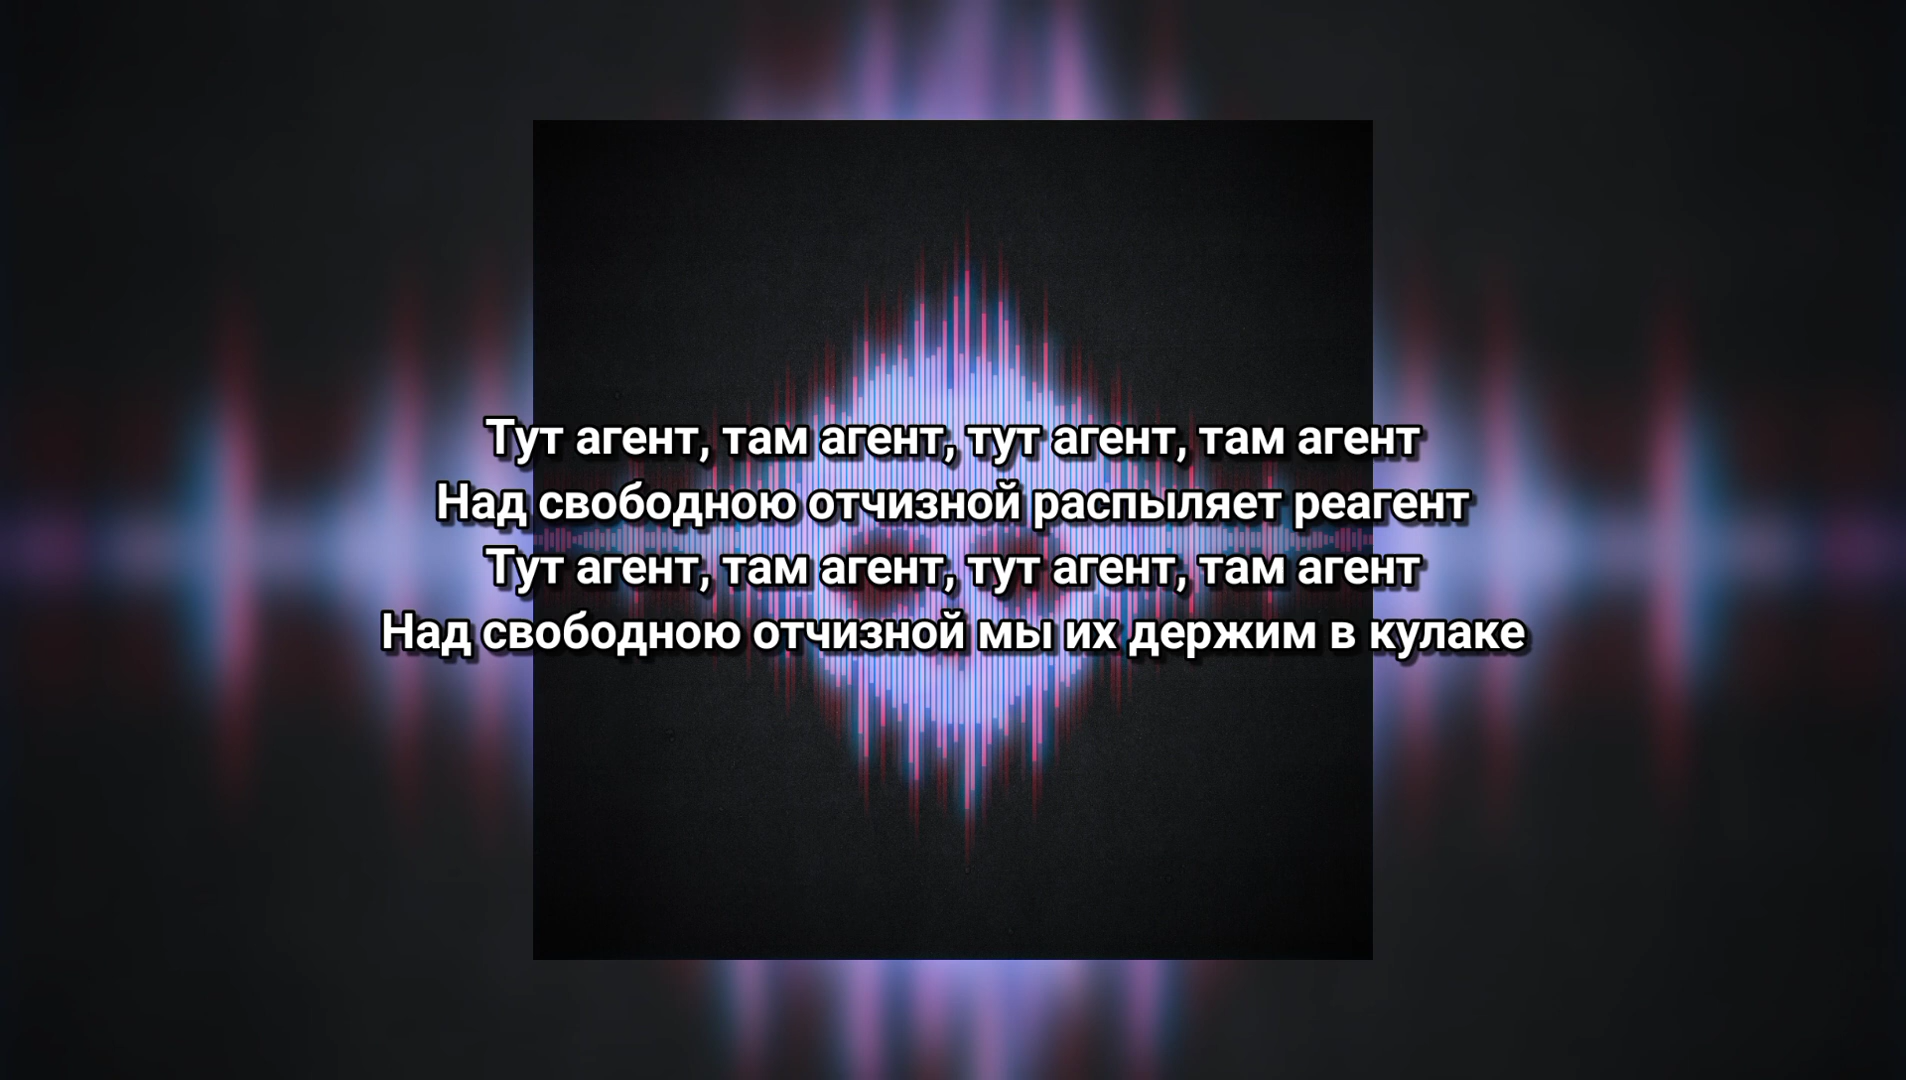 Тут агент, там агент, тут агент, там агент
Над свободною отчизной распыляет реагент
Тут агент, там агент, тут агент, там агент
Над свободною отчизной мы их держим в кулаке